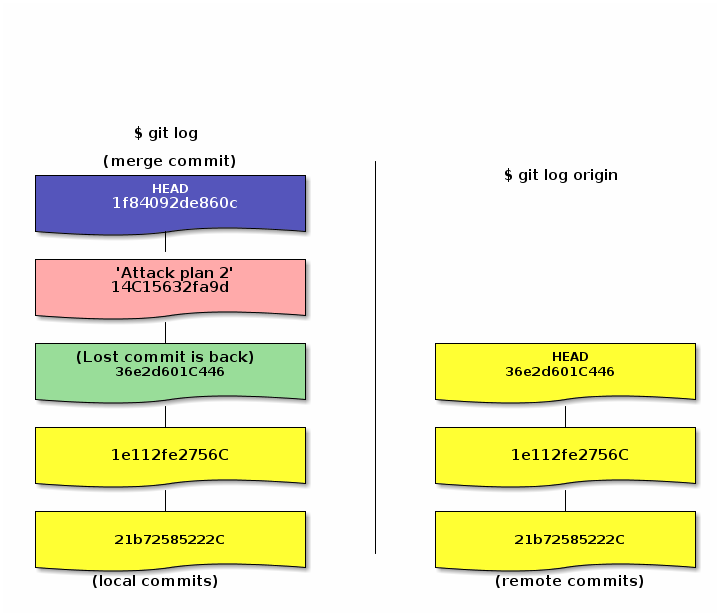 $ git log
(merge commit)
HEAD
1f84092de860c
'Attack plan 2'
14C15632fa9d
(Lost commit is back)
36e2d601C446
1e112fe2756C
21b72585222C
(local commits)
$ git log origin
HEAD
36e2d601C446
1e112fe2756C
21b72585222C
(remote commits)